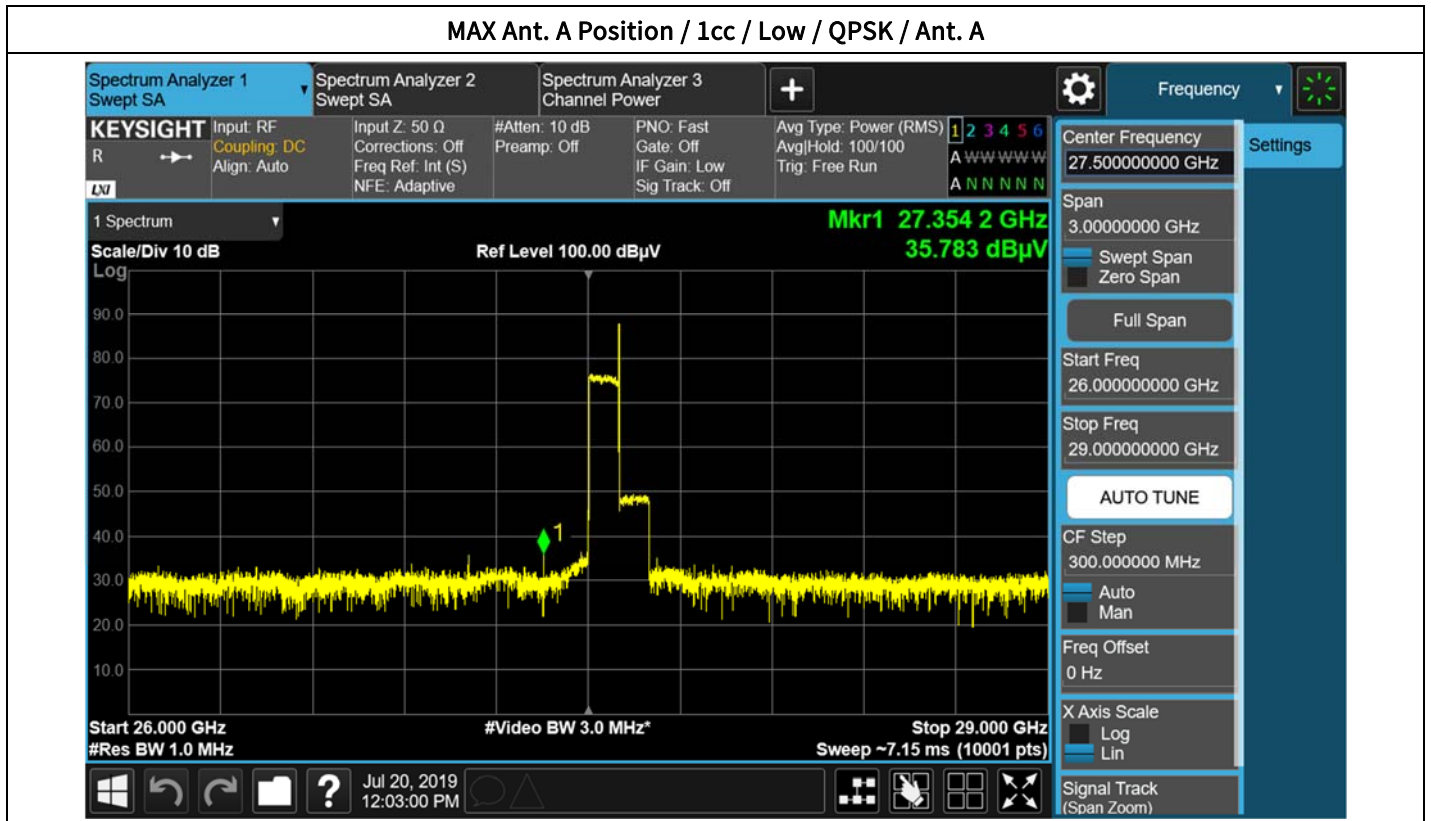 MAX Ant. A Position / 1cc / Low / QPSK / Ant. A
Spectrum Analyzer 1
Swept SA
Spectrum Analyzer 2
Swept SA
Spectrum Analyzer 3
Channel Power
+
Frequency
KEYSIGHT
R
LXI
Input: RF
Coupling: DC
Align: Auto
Input Z: 50 Ω
Corrections: Off
Freq Ref: Int (S)
NFE: Adaptive
#Atten: 10 dB
Preamp: Off
PNO: Fast
Gate: Off
IF Gain: Low
Sig Track: Off
Avg Type: Power (RMS)
Avg|Hold: 100/100
Trig: Free Run
1 2 3 4 5 6
A W W W W W
A N N N N N
1 Spectrum
Mkr1 27.354 2 GHz
35.783 dBµV
Scale/Div 10 dB
Ref Level 100.00 dBµV
Log
90.0
80.0
70.0
60.0
50.0
40.0
30.0
20.0
10.0
1
Start 26.000 GHz
#Video BW 3.0 MHz*
Stop 29.000 GHz
#Res BW 1.0 MHz
Sweep ~7.15 ms (10001 pts)
?
Jul 20, 2019
12:03:00 PM
Center Frequency
27.500000000 GHz
Settings
Span
3.00000000 GHz
Swept Span
Zero Span
Full Span
Start Freq
26.000000000 GHz
Stop Freq
29.000000000 GHz
AUTO TUNE
CF Step
300.000000 MHz
Auto
Man
Freq Offset
0 Hz
X Axis Scale
Log
Lin
Signal Track
(Span Zoom)